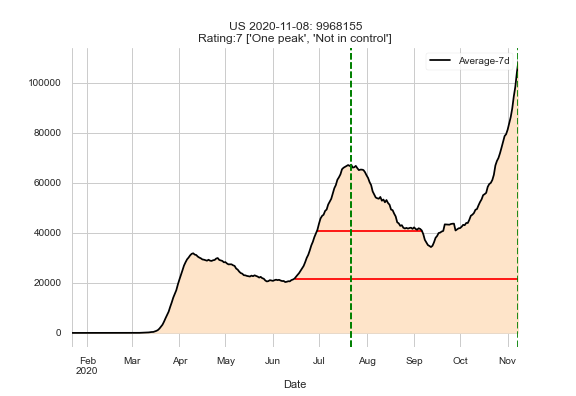 US 2020-11-08: 9968155
Rating:7 ['One peak', 'Not in control']
Average-7d
100000
80000
60000
40000
20000
0
Feb Mar Apr May Jun Jul Aug Sep Oct Nov
2020
Date